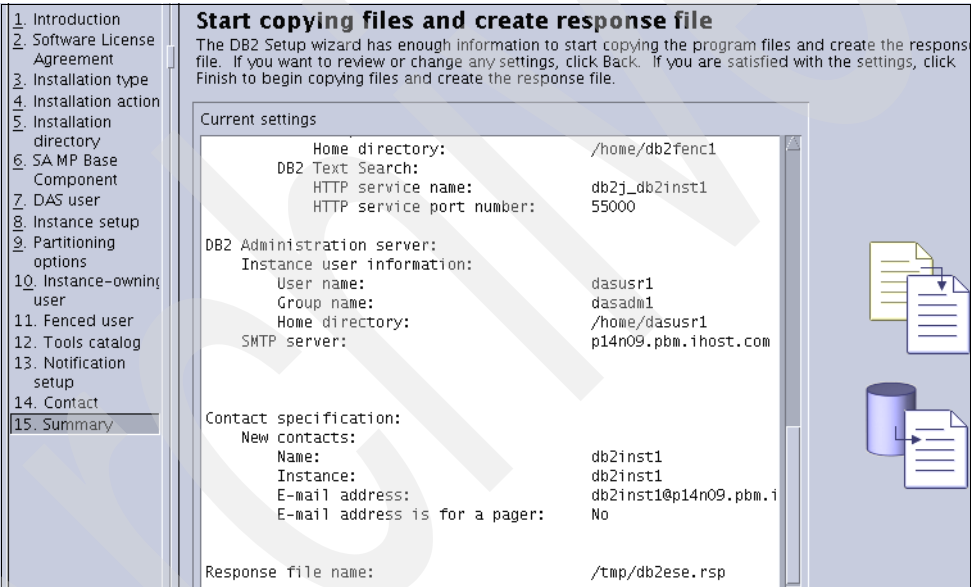 1. Introduction
2. Software License
Agreement
3. Installation type
4. Installation action
5. Installation
directory
6. SA MP Base
Component
7. DAS user
8. Instance setup
9. Partitioning
options
10. Instance-owning
user
11. Fenced user
12. Tools catalog
13. Notification
setup
14. Contact
15. Summary
Start copying files and create response file
The DB2 Setup wizard has enough information to start copying the program files and create the respons
file. If you want to review or change any settings, click Back. If you are satisfied with the settings, click
Finish to begin copying files and create the response file.
Current settings
Home directory: /home/db2fenc1
DB2 Text Search:
HTTP service name: db2j_db2inst1
HTTP service port number: 55000
DB2 Administration server:
Instance user information:
User name: dasusr1
Group name: dasadm1
Home directory: /home/dasusr1
SMTP server: p14n09.pbm.ihost.com
Contact specification:
New contacts:
Name: db2inst1
Instance: db2inst1
E-mail address: db2inst1@p14n09.pbm.i
E-mail address is for a pager: No
Response file name: /tmp/db2ese.rsp